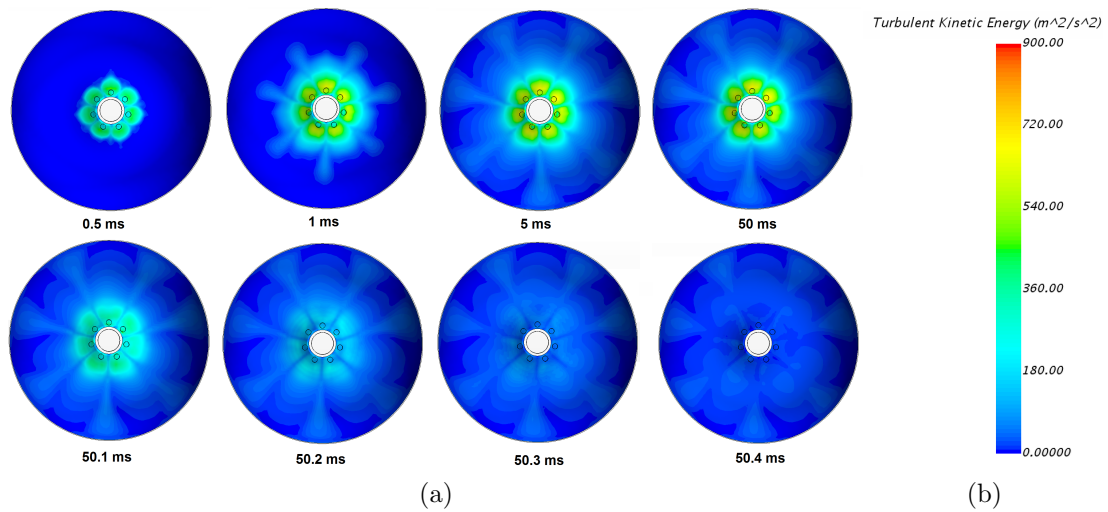 Turbulent Kinetic Energy (m^2/s^2)
900.00
720.00
540.00
360.00
180.00
0.00000
0.5 ms
1 ms
5 ms
50 ms
50.1 ms
50.2 ms
50.3 ms
50.4 ms
(a)
(b)